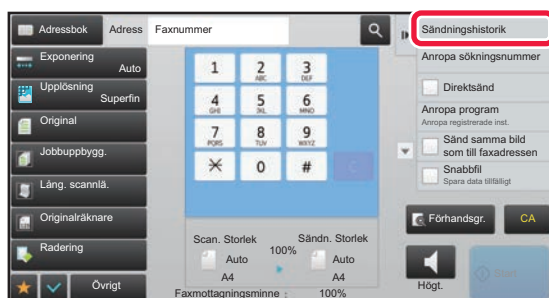 Adressbok
Adress
Faxnummer
Sändningshistorik
Exponering
Auto
Upplösning
Superfin
Original
Jobbuppbygg.
Lång. scannlä.
Originalräknare
Radering
Övrigt
1
2
ABC
3
DEF
4
GHI
5
JKL
6
MNO
7
PQRS
8
TUV
9
WXYZ
0
#
C
Scan. Storlek
100%
Sändn. Storlek
Auto
A4
Auto
A4
Faxmottagningsminne : 100%
Anropa sökningsnummer
Direktsänd
Anropa program
Anropa registrerade inst.
Sänd samma bild
som till faxadressen
Snabbfil
Spara data tillfälligt
Förhandsgr.
CA
Högt.
Start